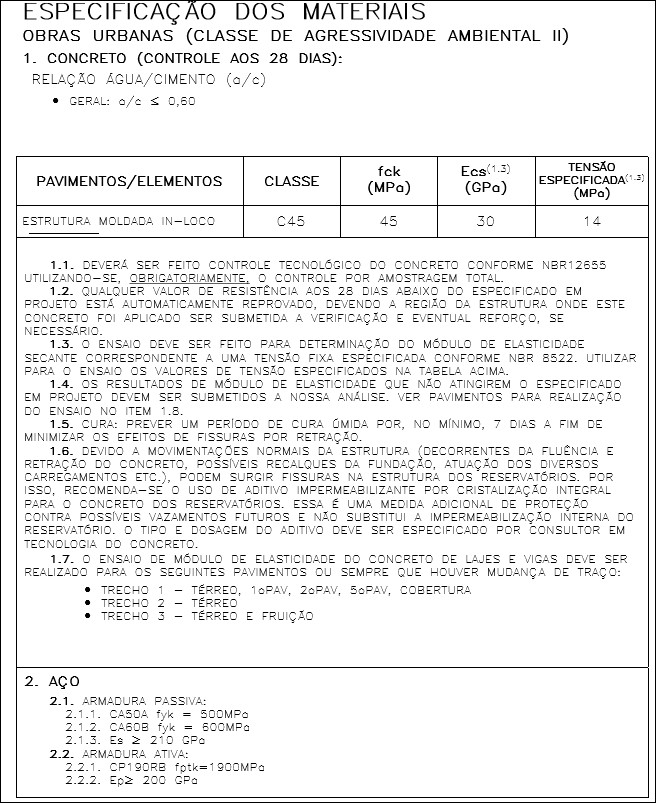 ESPECIFICAÇÃO DOS MATERIAIS
OBRAS URBANAS (CLASSE DE AGRESSIVIDADE AMBIENTAL II)
1. CONCRETO (CONTROLE AOS 28 DIAS):
RELAÇÃO ÁGUA/CIMENTO (a/c)
• GERAL: a/c ≤ 0,60
PAVIMENTOS/ELEMENTOS CLASSE fck (MPa) Ecs(1.3) (GPa) TENSÃO ESPECIFICADA(1.3) (MPa)
ESTRUTURA MOLDADA IN-LOCO C45 45 30 14
1.1. DEVERÁ SER FEITO CONTROLE TECNOLÓGICO DO CONCRETO CONFORME NBR12655
UTILIZANDO-SE, OBRIGATORIAMENTE, O CONTROLE POR AMOSTRAGEM TOTAL.
1.2. QUALQUER VALOR DE RESISTÊNCIA AOS 28 DIAS ABAIXO DO ESPECIFICADO EM
PROJETO ESTÁ AUTOMATICAMENTE REPROVADO, DEVENDO A REGIÃO DA ESTRUTURA ONDE ESTE
CONCRETO FOI APLICADO SER SUBMETIDA A VERIFICAÇÃO E EVENTUAL REFORÇO, SE
NECESSÁRIO.
1.3. O ENSAIO DEVE SER FEITO PARA DETERMINAÇÃO DO MÓDULO DE ELASTICIDADE
SECANTE CORRESPONDENTE A UMA TENSÃO FIXA ESPECIFICADA CONFORME NBR 8522. UTILIZAR
PARA O ENSAIO OS VALORES DE TENSÃO ESPECIFICADOS NA TABELA ACIMA.
1.4. OS RESULTADOS DE MÓDULO DE ELASTICIDADE QUE NÃO ATINGIREM O ESPECIFICADO
EM PROJETO DEVEM SER SUBMETIDOS A NOSSA ANÁLISE. VER PAVIMENTOS PARA REALIZAÇÃO
DO ENSAIO NO ITEM 1.8.
1.5. CURA: PREVER UM PERÍODO DE CURA ÚMIDA POR, NO MÍNIMO, 7 DIAS A FIM DE
MINIMIZAR OS EFEITOS DE FISSURAS POR RETRAÇÃO.
1.6. DEVIDO A MOVIMENTAÇÕES NORMAIS DA ESTRUTURA (DECORRENTES DA FLUÊNCIA E
RETRAÇÃO DO CONCRETO, POSSÍVEIS RECALQUES DA FUNDAÇÃO, ATUAÇÃO DOS DIVERSOS
CARREGAMENTOS ETC.), PODEM SURGIR FISSURAS NA ESTRUTURA DOS RESERVATÓRIOS. POR
ISSO, RECOMENDA-SE O USO DE ADITIVO IMPERMEABILIZANTE POR CRISTALIZAÇÃO INTEGRAL
PARA O CONCRETO DOS RESERVATÓRIOS. ESSA É UMA MEDIDA ADICIONAL DE PROTEÇÃO
CONTRA POSSÍVEIS VAZAMENTOS FUTUROS E NÃO SUBSTITUI A IMPERMEABILIZAÇÃO INTERNA DO
RESERVATÓRIO. O TIPO E DOSAGEM DO ADITIVO DEVE SER ESPECIFICADO POR CONSULTOR EM
TECNOLOGIA DO CONCRETO.
1.7. O ENSAIO DE MÓDULO DE ELASTICIDADE DO CONCRETO DE LAJES E VIGAS DEVE SER
REALIZADO PARA OS SEGUINTES PAVIMENTOS OU SEMPRE QUE HOUVER MUDANÇA DE TRAÇO:
• TRECHO 1 - TÉRREO, 1oPAV, 2oPAV, 5oPAV, COBERTURA
• TRECHO 2 - TÉRREO
• TRECHO 3 - TÉRREO E FRUIÇÃO
2. AÇO
2.1. ARMADURA PASSIVA:
2.1.1. CA50A fyk = 500MPa
2.1.2. CA60B fyk = 600MPa
2.1.3. Es ≥ 210 GPa
2.2. ARMADURA ATIVA:
2.2.1. CP190RB fptk=1900MPa
2.2.2. Ep≥ 200 GPa